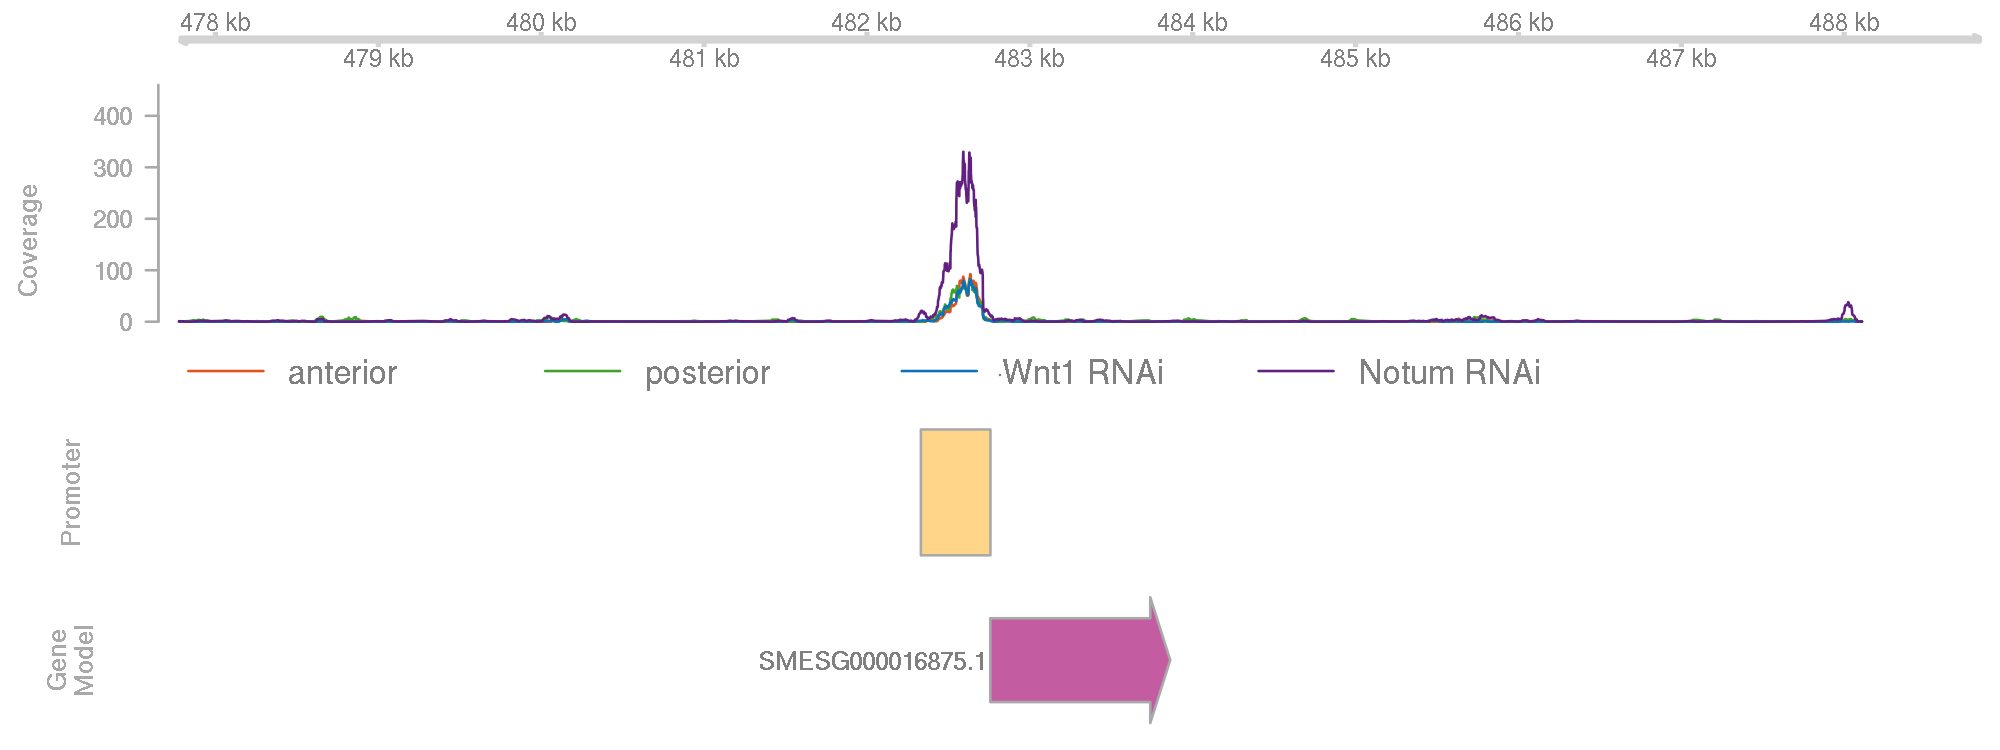 478 kb 480 kb 482 kb 484 kb 486 kb 488 kb
479 kb 481 kb 483 kb 485 kb 487 kb
Coverage
400
300
200
100
0
anterior posterior Wnt1 RNAi Notum RNAi
Promoter
Gene
Model
SMESG000016875.1